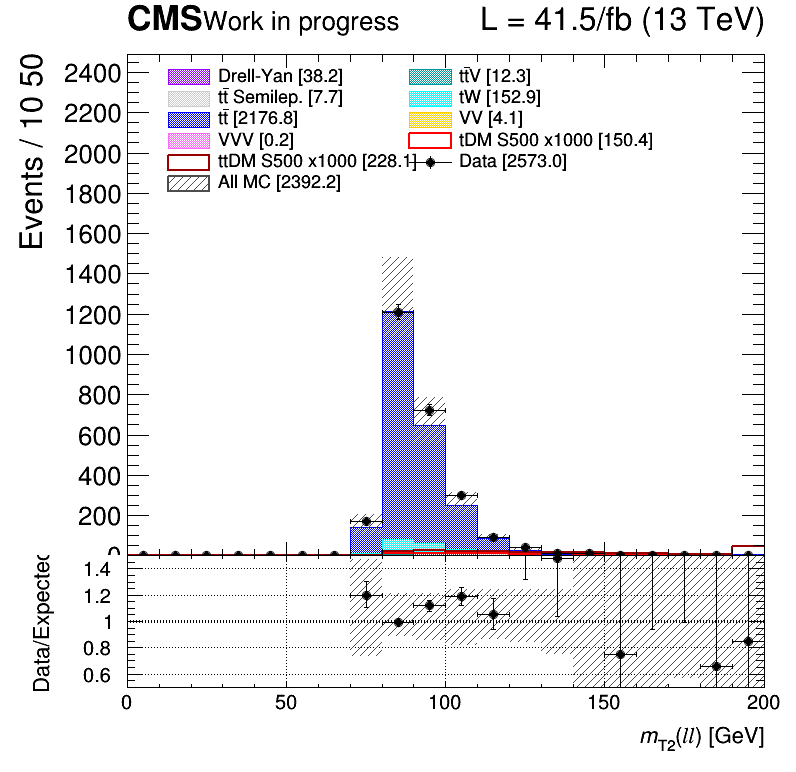 CMS Work in progress L = 41.5/fb (13 TeV)
Events / 10 50
2400
2200
2000
1800
1600
1400
1200
1000
800
600
400
200
0
Drell-Yan [38.2]
tt̄ Semilep. [7.7]
tt̄ [2176.8]
VVV [0.2]
ttDM S500 x1000 [228.1]
All MC [2392.2]
tt̄V [12.3]
tW [152.9]
VV [4.1]
tDM S500 x1000 [150.4]
Data [2573.0]
Data/Expected
1.4
1.2
1
0.8
0.6
0 50 100 150 200
mT2(ll) [GeV]